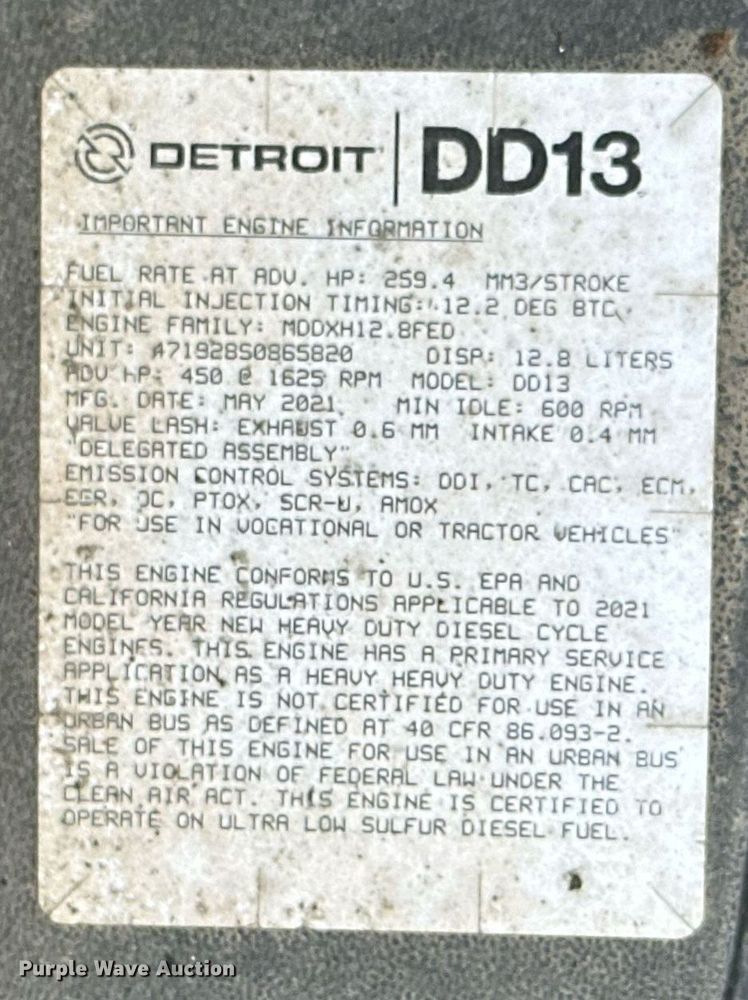 DETROIT DD13
IMPORTANT ENGINE INFORMATION
FUEL RATE AT ADV. HP: 259.4 MM3/STROKE
INITIAL INJECTION TIMING: 12.2 DEG BTC
ENGINE FAMILY: MDDXH12.8FED
UNIT: 471928S0865820 DISP: 12.8 LITERS
ADV HP: 450 @ 1625 RPM MODEL: DD13
MFG. DATE: MAY 2021 MIN IDLE: 600 RPM
VALVE LASH: EXHAUST 0.6 MM INTAKE 0.4 MM
"DELEGATED ASSEMBLY"
EMISSION CONTROL SYSTEMS: DDI, TC, CAC, ECM,
EGR, OC, PTOX, SCR-U, AMOX
"FOR USE IN VOCATIONAL OR TRACTOR VEHICLES"
THIS ENGINE CONFORMS TO U.S. EPA AND
CALIFORNIA REGULATIONS APPLICABLE TO 2021
MODEL YEAR NEW HEAVY DUTY DIESEL CYCLE
ENGINES. THIS ENGINE HAS A PRIMARY SERVICE
APPLICATION AS A HEAVY HEAVY DUTY ENGINE.
THIS ENGINE IS NOT CERTIFIED FOR USE IN AN
URBAN BUS AS DEFINED AT 40 CFR 86.093-2.
SALE OF THIS ENGINE FOR USE IN AN URBAN BUS
IS A VIOLATION OF FEDERAL LAW UNDER THE
CLEAN AIR ACT. THIS ENGINE IS CERTIFIED TO
OPERATE ON ULTRA LOW SULFUR DIESEL FUEL.
Purple Wave Auction